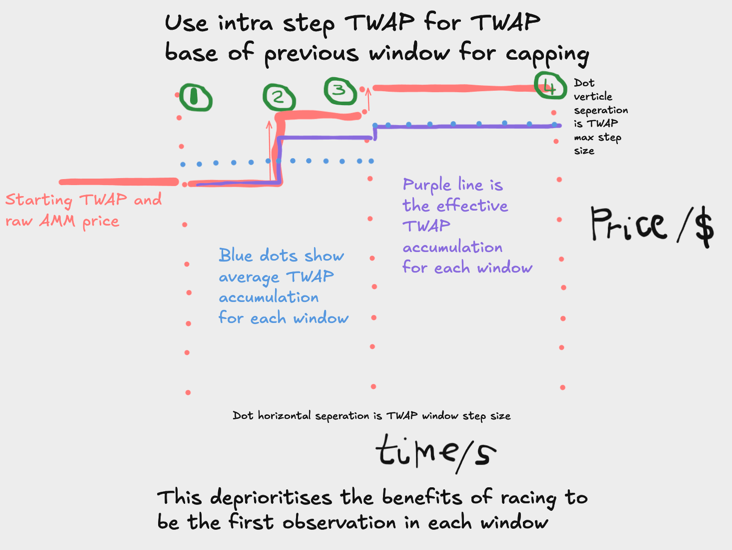 Use intra step TWAP for TWAP
base of previous window for capping
1
2
3
4
Dot
verticle
seperation
is TWAP
max step
size
Starting TWAP and
raw AMM price
Purple line is
the effective
TWAP
accumulation
for each window
Price/$
Blue dots show
average TWAP
accumulation
for each window
Dot horizontal seperation is TWAP window step size
time/s
This deprioritises the benefits of racing to
be the first observation in each window